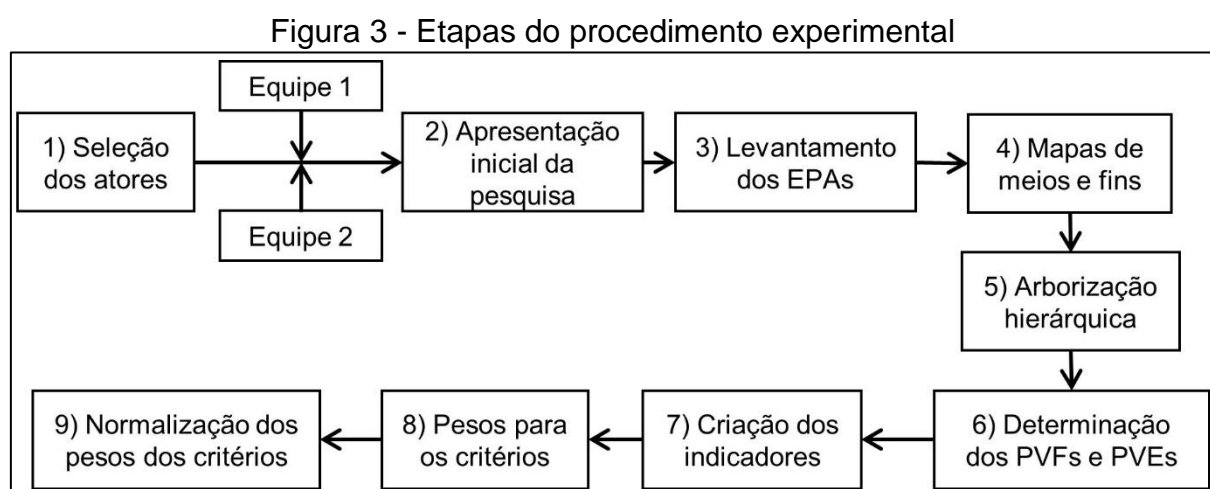 Figura 3 - Etapas do procedimento experimental
Equipe 1
1) Seleção
dos atores
Equipe 2
2) Apresentação
inicial da
pesquisa
3) Levantamento
dos EPAs
4) Mapas de
meios e fins
5) Arborização
hierárquica
6) Determinação
dos PVFs e PVEs
7) Criação dos
indicadores
8) Pesos para
os critérios
9) Normalização dos
pesos dos critérios